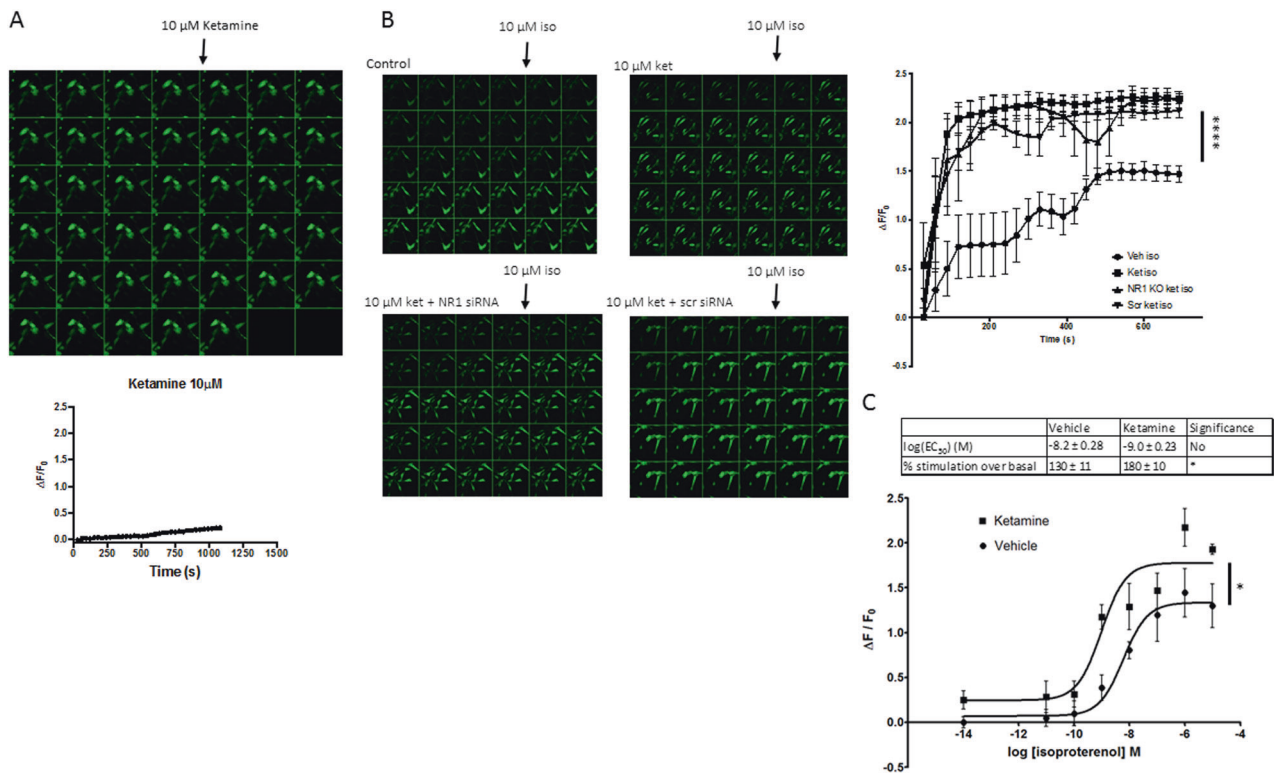 A
10 µM Ketamine
Ketamine 10µM
2.5
2.0
1.5
1.0
0.5
0.0
ΔF/F0
0 250 500 750 1000 1250 1500
Time (s)
B
10 µM iso
Control
10 µM iso
10 µM ket
10 µM iso
10 µM ket + NR1 siRNA
10 µM iso
10 µM ket + scr siRNA
2.5
2.0
1.5
1.0
0.5
0.0
-0.5
ΔF/F0
200 400 600
Time (s)
Veh iso
Ket iso
NR1 KO ket iso
Scr ket iso
****
C
Vehicle Ketamine Significance
log(EC50) (M) -8.2 ± 0.28 -9.0 ± 0.23 No
% stimulation over basal 130 ± 11 180 ± 10 *
2.5
2.0
1.5
1.0
0.5
0.0
-0.5
ΔF / F0
Ketamine
Vehicle
*
-14 -12 -10 -8 -6 -4
log [isoproterenol] M